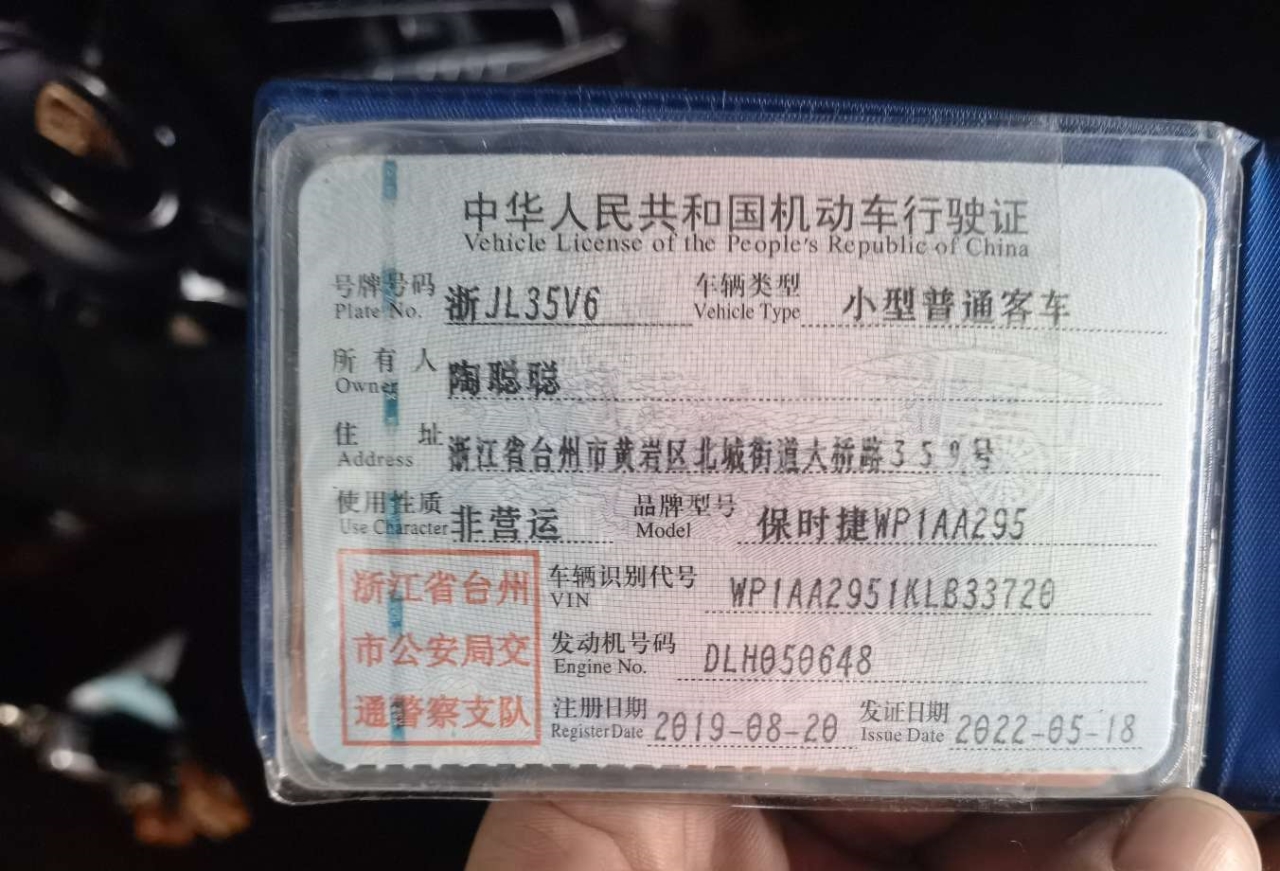 中华人民共和国机动车行驶证
Vehicle License of the People's Republic of China
号牌号码 浙JL35V6 车辆类型 小型普通客车
Plate No. Vehicle Type
所有人 陶聪聪
Owner
住址 浙江省台州市黄岩区北城街道大桥路359号
Address
使用性质 非营运 品牌型号 保时捷WP1AA295
Use Character Model
浙江省台州
市公安局交
通警察支队
车辆识别代号 WP1AA2951KLB33720
VIN
发动机号码 DLH050648
Engine No.
注册日期 2019-08-20 发证日期 2022-05-18
Register Date Issue Date